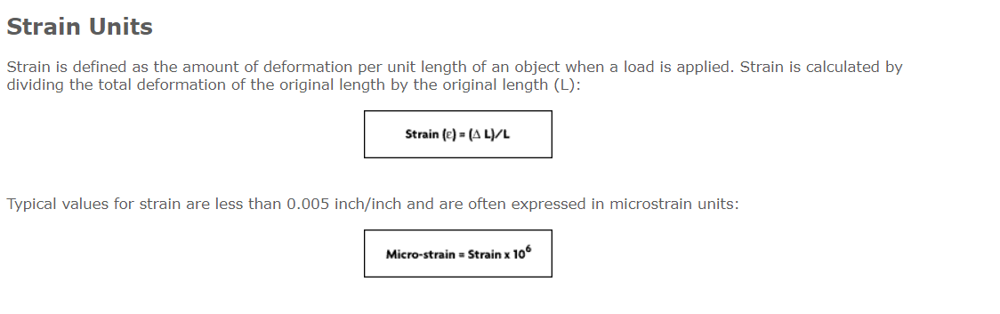 Strain Units
Strain is defined as the amount of deformation per unit length of an object when a load is applied. Strain is calculated by
dividing the total deformation of the original length by the original length (L):
Strain (ε) = (Δ L)/L
Typical values for strain are less than 0.005 inch/inch and are often expressed in microstrain units:
Micro-strain = Strain x 10⁶